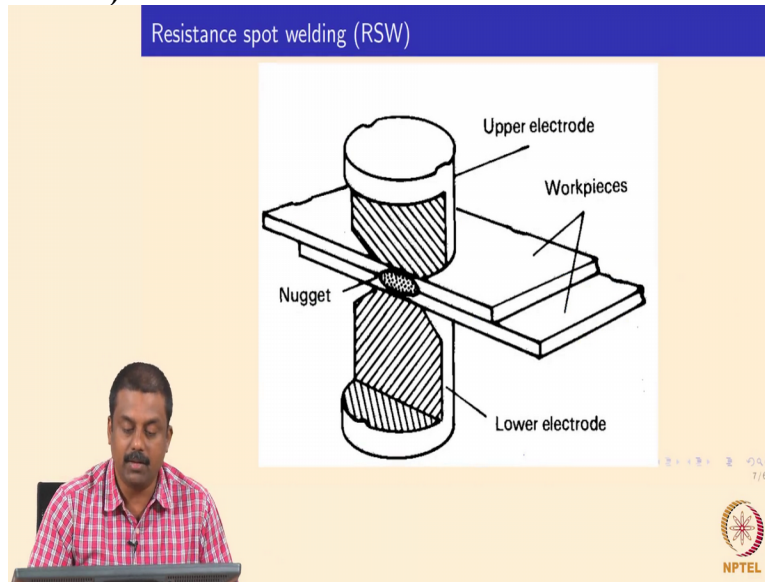 Resistance spot welding (RSW)
Upper electrode
Workpieces
Nugget
Lower electrode
NPTEL